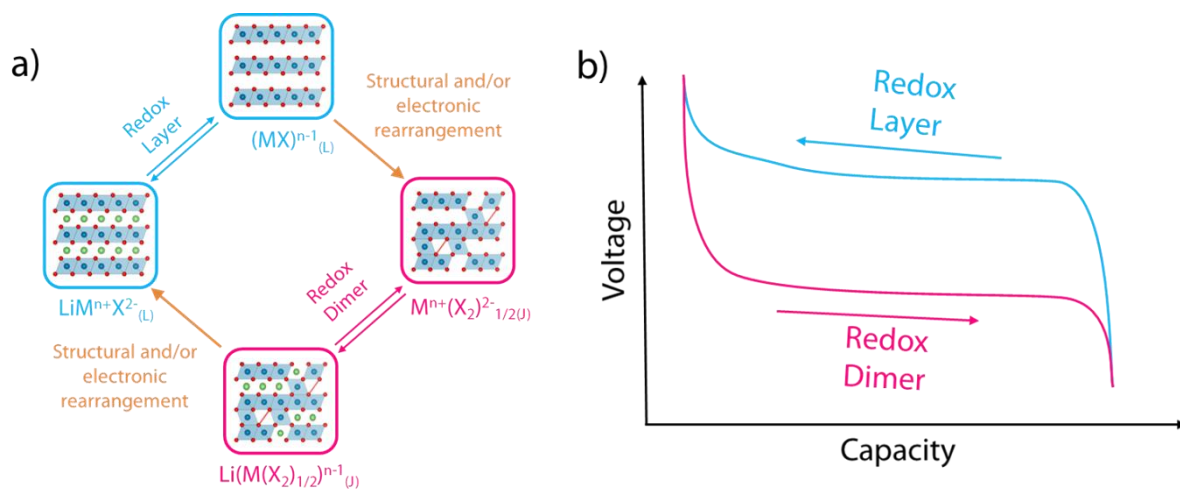 a)
Redox
Layer
(MX)ⁿ⁻¹₍L₎
Structural and/or
electronic
rearrangement
LiMⁿ⁺X²⁻₍L₎
Mⁿ⁺(X₂)²⁻₁/₂₍J₎
Redox
Dimer
Structural and/or
electronic
rearrangement
Li(M(X₂)₁/₂)ⁿ⁻¹₍J₎
b)
Redox
Layer
Voltage
Redox
Dimer
Capacity